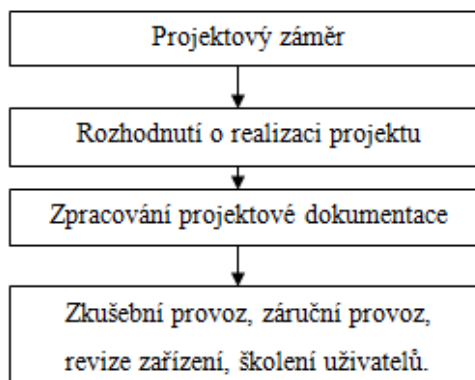 Projektový záměr
Rozhodnutí o realizaci projektu
Zpracování projektové dokumentace
Zkušební provoz, záruční provoz,
revize zařízení, školení uživatelů.